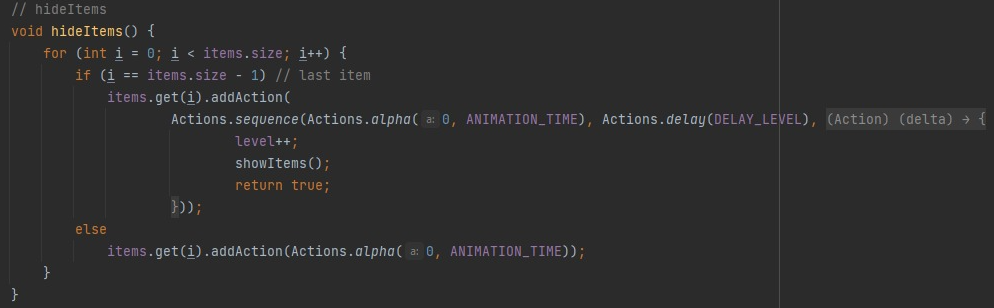 // hideItems
void hideItems() {
    for (int i = 0; i < items.size; i++) {
        if (i == items.size - 1) // last item
            items.get(i).addAction(
                    Actions.sequence(Actions.alpha( a: 0, ANIMATION_TIME), Actions.delay(DELAY_LEVEL), (Action) (delta) → {
                            level++;
                            showItems();
                            return true;
                    }));
        else
            items.get(i).addAction(Actions.alpha( a: 0, ANIMATION_TIME));
    }
}